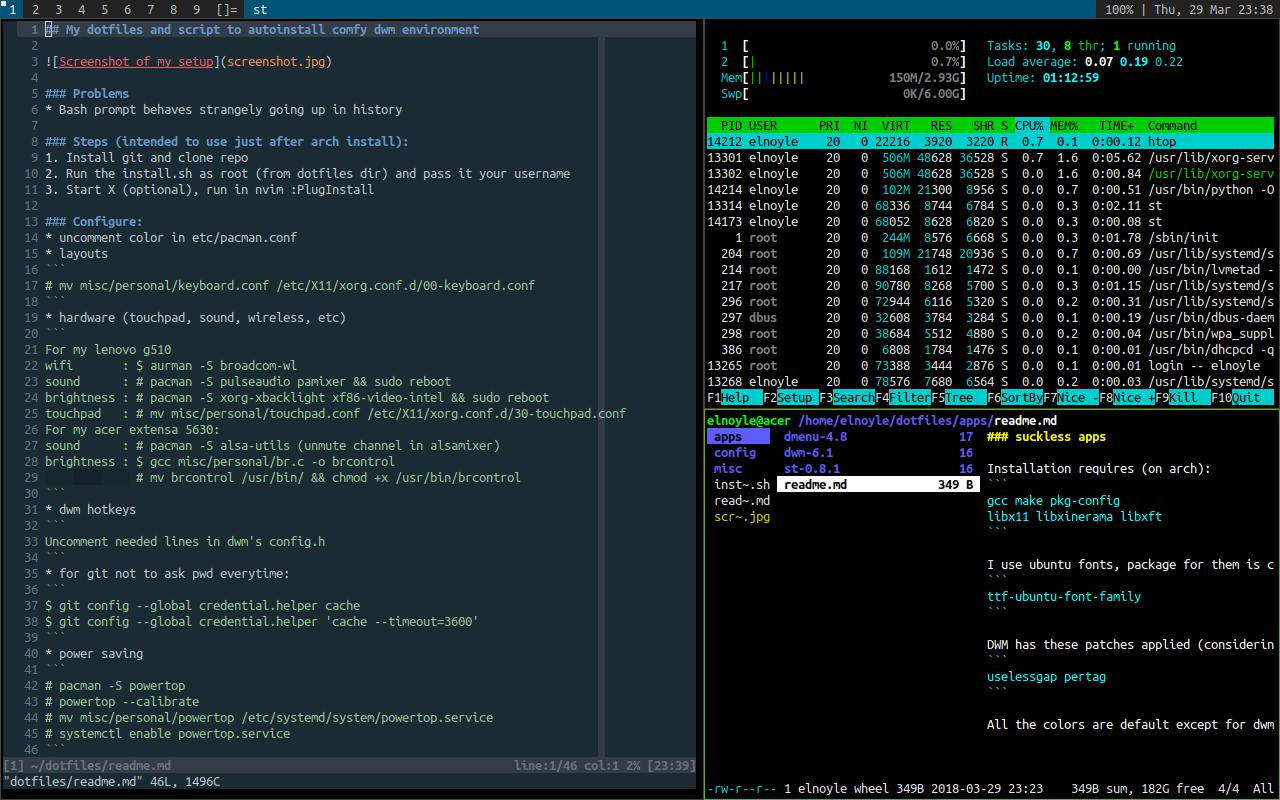 1 2 3 4 5 6 7 8 9 []= st 100% | Thu, 29 Mar 23:38
1 ## My dotfiles and script to autoinstall comfy dwm environment
2
3 ![Screenshot of my setup](screenshot.jpg)
4
5 ### Problems
6 * Bash prompt behaves strangely going up in history
7
8 ### Steps (intended to use just after arch install):
9 1. Install git and clone repo
10 2. Run the install.sh as root (from dotfiles dir) and pass it your username
11 3. Start X (optional), run in nvim :PlugInstall
12
13 ### Configure:
14 * uncomment color in etc/pacman.conf
15 * layouts
16 ```
17 # mv misc/personal/keyboard.conf /etc/X11/xorg.conf.d/00-keyboard.conf
18 ```
19 * hardware (touchpad, sound, wireless, etc)
20 ```
21 For my lenovo g510
22 wifi : $ aurman -S broadcom-wl
23 sound : # pacman -S pulseaudio pamixer && sudo reboot
24 brightness : # pacman -S xorg-xbacklight xf86-video-intel && sudo reboot
25 touchpad : # mv misc/personal/touchpad.conf /etc/X11/xorg.conf.d/30-touchpad.conf
26 For my acer extensa 5630:
27 sound : # pacman -S alsa-utils (unmute channel in alsamixer)
28 brightness : $ gcc misc/personal/br.c -o brcontrol
29 # mv brcontrol /usr/bin/ && chmod +x /usr/bin/brcontrol
30 ```
31 * dwm hotkeys
32 ```
33 Uncomment needed lines in dwm's config.h
34 ```
35 * for git not to ask pwd everytime:
36 ```
37 $ git config --global credential.helper cache
38 $ git config --global credential.helper 'cache --timeout=3600'
39 ```
40 * power saving
41 ```
42 # pacman -S powertop
43 # powertop --calibrate
44 # mv misc/personal/powertop /etc/systemd/system/powertop.service
45 # systemctl enable powertop.service
46 ```
[1] ~/dotfiles/readme.md line:1/46 col:1 2% [23:39]
"dotfiles/readme.md" 46L, 1496C
1 [ 0.0%] Tasks: 30, 8 thr; 1 running
2 [| 0.7%] Load average: 0.07 0.19 0.22
Mem[|||||||| 150M/2.93G] Uptime: 01:12:59
Swp[ 0K/6.00G]
PID USER PRI NI VIRT RES SHR S CPU% MEM% TIME+ Command
14212 elnoyle 20 0 22216 3920 3220 R 0.7 0.1 0:00.12 htop
13301 elnoyle 20 0 506M 48628 36528 S 0.7 1.6 0:05.62 /usr/lib/xorg-serv
13302 elnoyle 20 0 506M 48628 36528 S 0.0 1.6 0:00.84 /usr/lib/xorg-serv
14214 elnoyle 20 0 102M 21300 8956 S 0.0 0.7 0:00.51 /usr/bin/python -O
13314 elnoyle 20 0 68336 8744 6784 S 0.0 0.3 0:02.11 st
14173 elnoyle 20 0 68052 8628 6820 S 0.0 0.3 0:00.08 st
1 root 20 0 244M 8576 6668 S 0.0 0.3 0:01.78 /sbin/init
204 root 20 0 109M 21748 20936 S 0.0 0.7 0:00.69 /usr/lib/systemd/s
214 root 20 0 88168 1612 1472 S 0.0 0.1 0:00.00 /usr/bin/lvmetad -
217 root 20 0 90780 8268 5700 S 0.0 0.3 0:01.15 /usr/lib/systemd/s
296 root 20 0 72944 6116 5320 S 0.0 0.2 0:00.31 /usr/lib/systemd/s
297 dbus 20 0 32608 3784 3284 S 0.0 0.1 0:00.19 /usr/bin/dbus-daem
298 root 20 0 38684 5512 4880 S 0.0 0.2 0:00.04 /usr/bin/wpa_suppl
386 root 20 0 6808 1784 1476 S 0.0 0.1 0:00.01 /usr/bin/dhcpcd -q
13265 root 20 0 73388 3444 2876 S 0.0 0.1 0:00.01 login -- elnoyle
13268 elnoyle 20 0 78576 7680 6564 S 0.0 0.2 0:00.03 /usr/lib/systemd/s
F1Help F2Setup F3SearchF4FilterF5Tree F6SortByF7Nice -F8Nice +F9Kill F10Quit
elnoyle@acer /home/elnoyle/dotfiles/apps/readme.md
apps dmenu-4.8 17 ### suckless apps
config dwm-6.1 16
misc st-0.8.1 16 Installation requires (on arch):
inst~.sh readme.md 349 B ```
read~.md gcc make pkg-config
scr~.jpg libx11 libxinerama libxft
```
I use ubuntu fonts, package for them is c
```
ttf-ubuntu-font-family
```
DWM has these patches applied (considerin
```
uselessgap pertag
```
All the colors are default except for dwm
-rw-r--r-- 1 elnoyle wheel 349B 2018-03-29 23:23 349B sum, 182G free 4/4 All